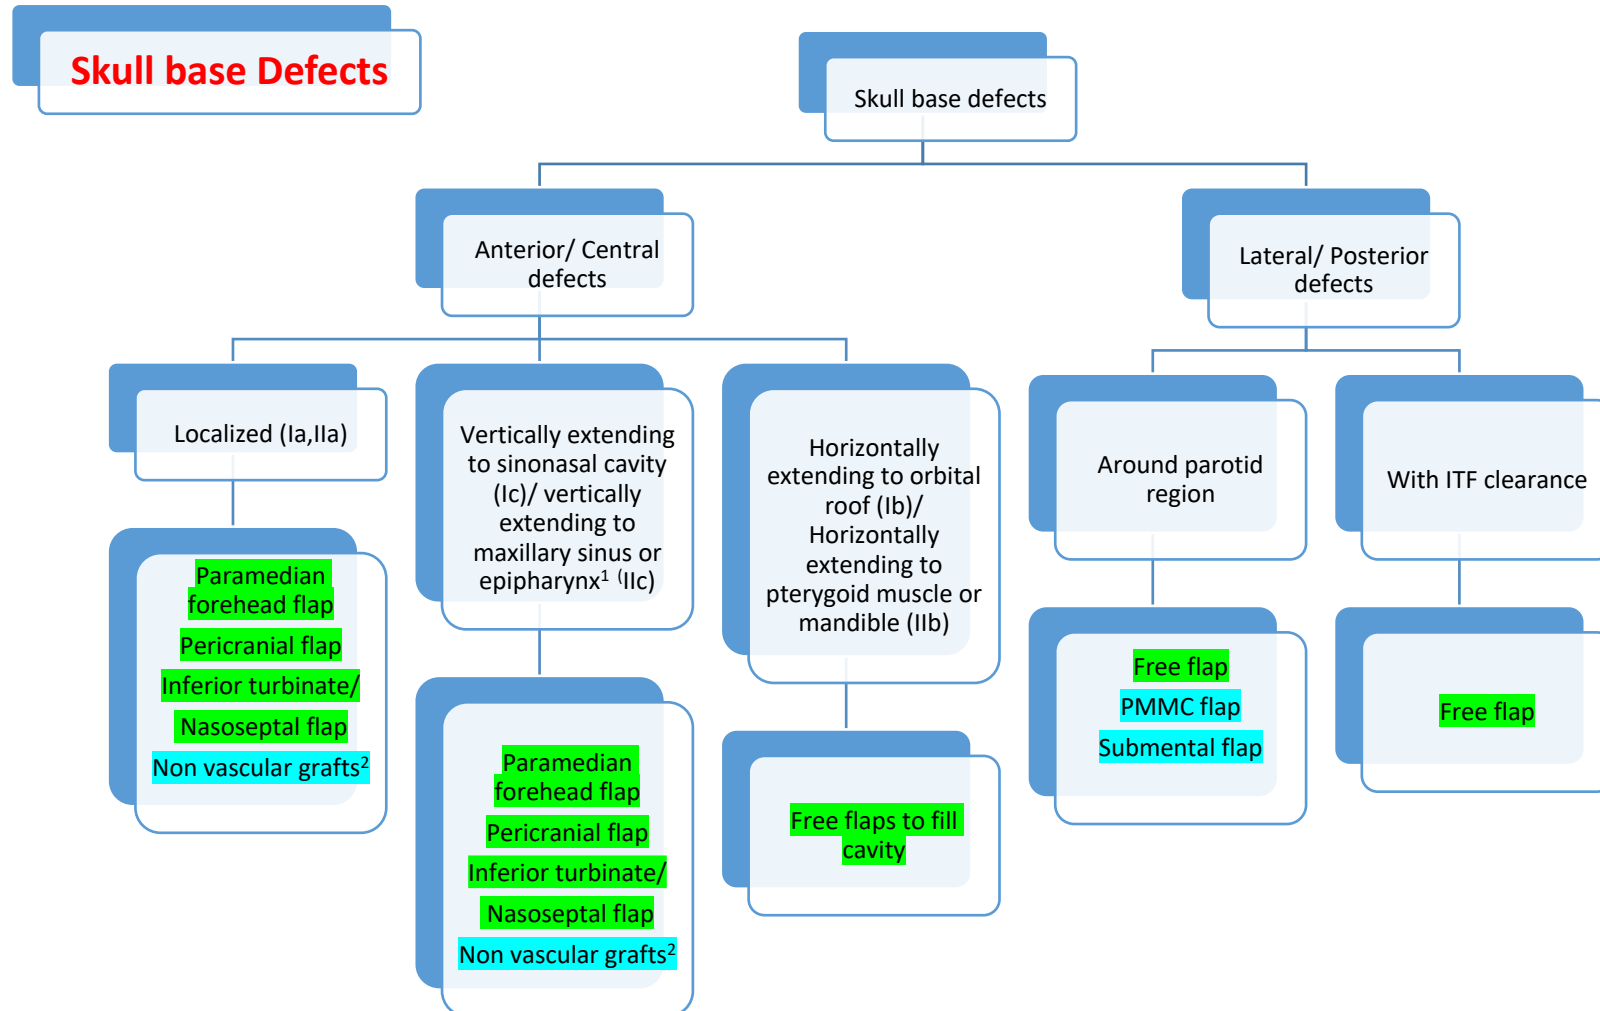 Skull base Defects
Skull base defects
Anterior/ Central
defects
Lateral/ Posterior
defects
Localized (Ia,IIa)
Vertically extending
to sinonasal cavity
(Ic)/ vertically
extending to
maxillary sinus or
epipharynx¹ ⁽IIc)
Horizontally
extending to orbital
roof (Ib)/
Horizontally
extending to
pterygoid muscle or
mandible (IIb)
Around parotid
region
With ITF clearance
Paramedian
forehead flap
Pericranial flap
Inferior turbinate/
Nasoseptal flap
Non vascular grafts²
Paramedian
forehead flap
Pericranial flap
Inferior turbinate/
Nasoseptal flap
Non vascular grafts²
Free flaps to fill
cavity
Free flap
PMMC flap
Submental flap
Free flap